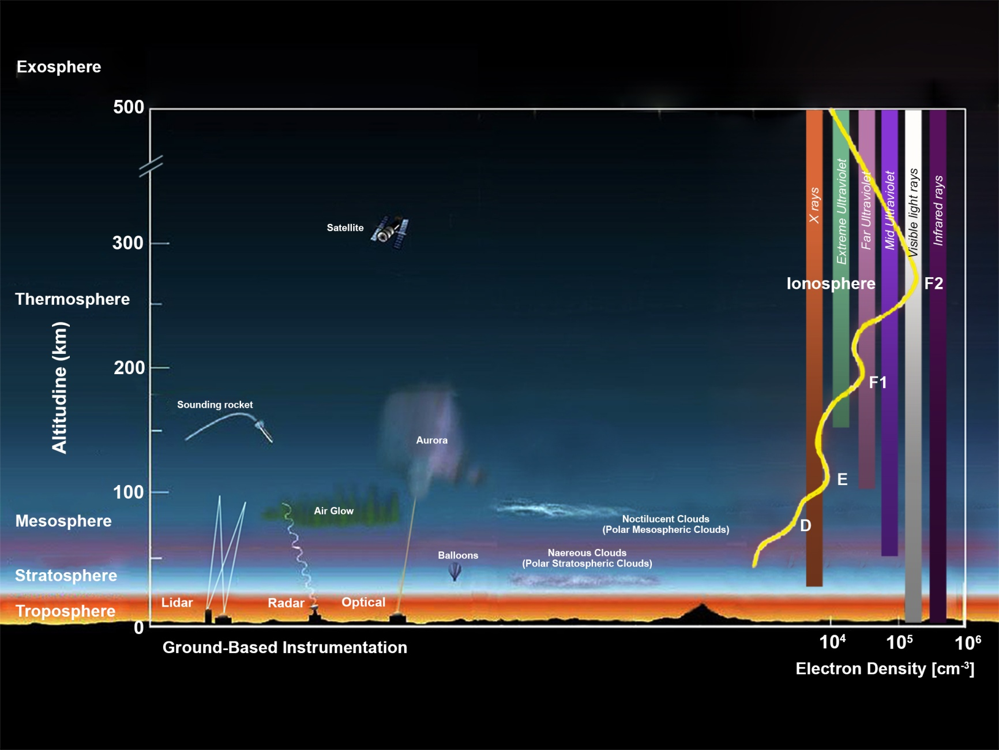 Exosphere
500
X rays
Extreme Ultraviolet
Far Ultraviolet
Mid Ultraviolet
Visible light rays
Infrared rays
Satellite
300
Ionosphere
F2
Thermosphere
Altitudine (km)
200
F1
Sounding rocket
Aurora
E
100
Air Glow
Mesosphere
Noctilucent Clouds
(Polar Mesospheric Clouds)
D
Balloons
Naereous Clouds
(Polar Stratospheric Clouds)
Stratosphere
Lidar
Radar
Optical
Troposphere
0
10⁴
10⁵
10⁶
Ground-Based Instrumentation
Electron Density [cm⁻³]